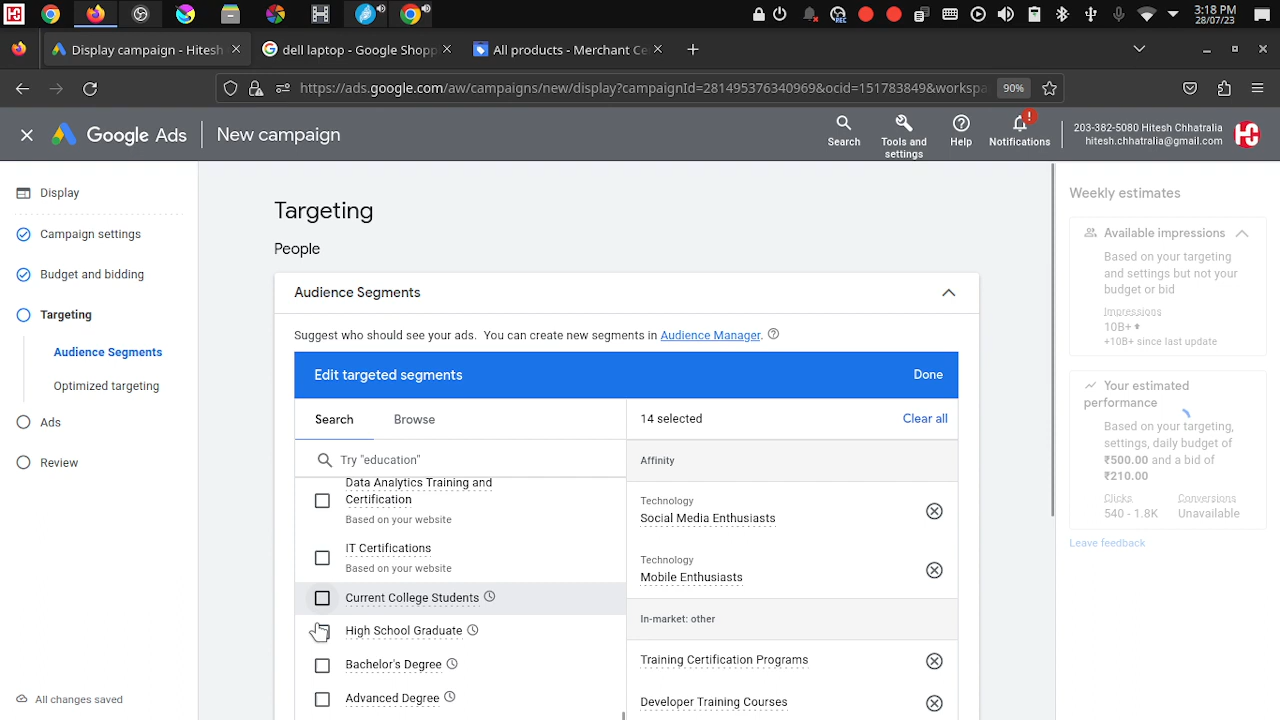 REC
3:18 PM
28/07/23
Display campaign - Hitesh
dell laptop - Google Shopp
All products - Merchant Ce
https://ads.google.com/aw/campaigns/new/display?campaignId=281495376340969&ocid=151783849&workspa
90%
Google Ads
New campaign
Search
Tools and
settings
Help
!
Notifications
203-382-5080 Hitesh Chhatralia
hitesh.chhatralia@gmail.com
Display
Campaign settings
Budget and bidding
Targeting
Audience Segments
Optimized targeting
Ads
Review
All changes saved
Targeting
People
Audience Segments
Suggest who should see your ads. You can create new segments in Audience Manager.
Edit targeted segments
Done
Search
Browse
14 selected
Clear all
Try "education"
Data Analytics Training and
Certification
Based on your website
IT Certifications
Based on your website
Current College Students
High School Graduate
Bachelor's Degree
Advanced Degree
Affinity
Technology
Social Media Enthusiasts
Technology
Mobile Enthusiasts
In-market: other
Training Certification Programs
Developer Training Courses
Weekly estimates
Available impressions
Based on your targeting
and settings but not your
budget or bid
Impressions
10B+
+10B+ since last update
Your estimated
performance
Based on your targeting,
settings, daily budget of
₹500.00 and a bid of
₹210.00
Clicks
Conversions
540 - 1.8K
Unavailable
Leave feedback